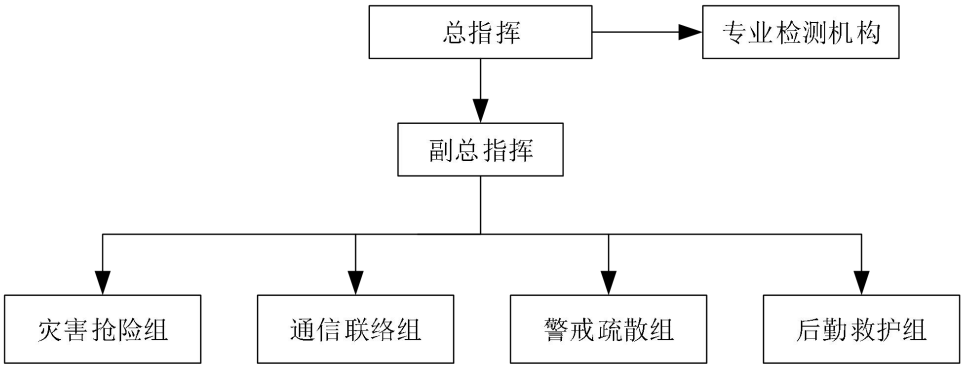 总指挥
专业检测机构
副总指挥
灾害抢险组
通信联络组
警戒疏散组
后勤救护组